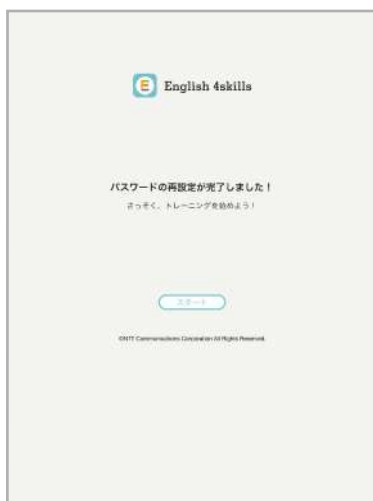 E English 4skills
パスワードの再設定が完了しました！
さっそく、トレーニングを始めよう！
スタート
©NTT Communications Corporation All Rights Reserved.